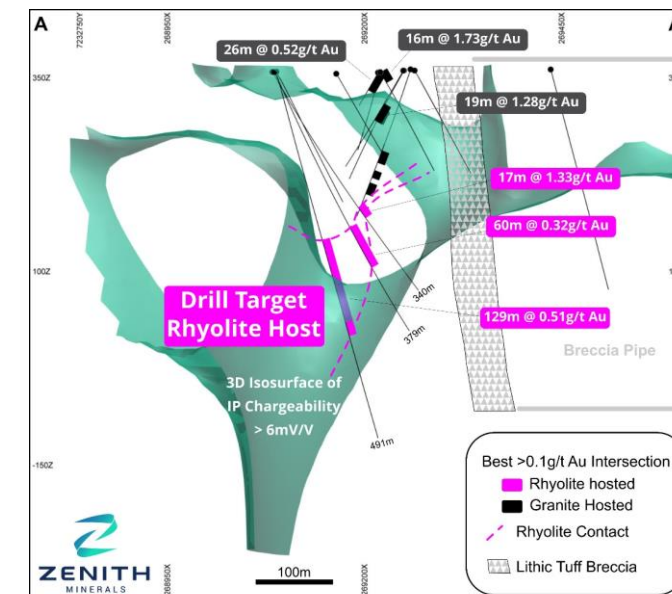 A
7232750Y
268950X
269200X
269450X
26m @ 0.52g/t Au
16m @ 1.73g/t Au
350Z
19m @ 1.28g/t Au
17m @ 1.33g/t Au
60m @ 0.32g/t Au
100Z
Drill Target
Rhyolite Host
340m
129m @ 0.51g/t Au
379m
Breccia Pipe
3D Isosurface of
IP Chargeability
> 6mV/V
491m
-150Z
Best >0.1g/t Au Intersection
Rhyolite hosted
Granite Hosted
Rhyolite Contact
Lithic Tuff Breccia
ZENITH
MINERALS
100m
268950X
269200X